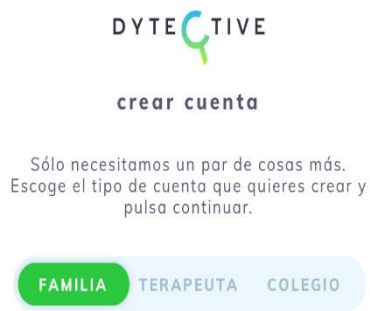 DYTECTIVE
crear cuenta
Sólo necesitamos un par de cosas más.
Escoge el tipo de cuenta que quieres crear y
pulsa continuar.
FAMILIA TERAPEUTA COLEGIO